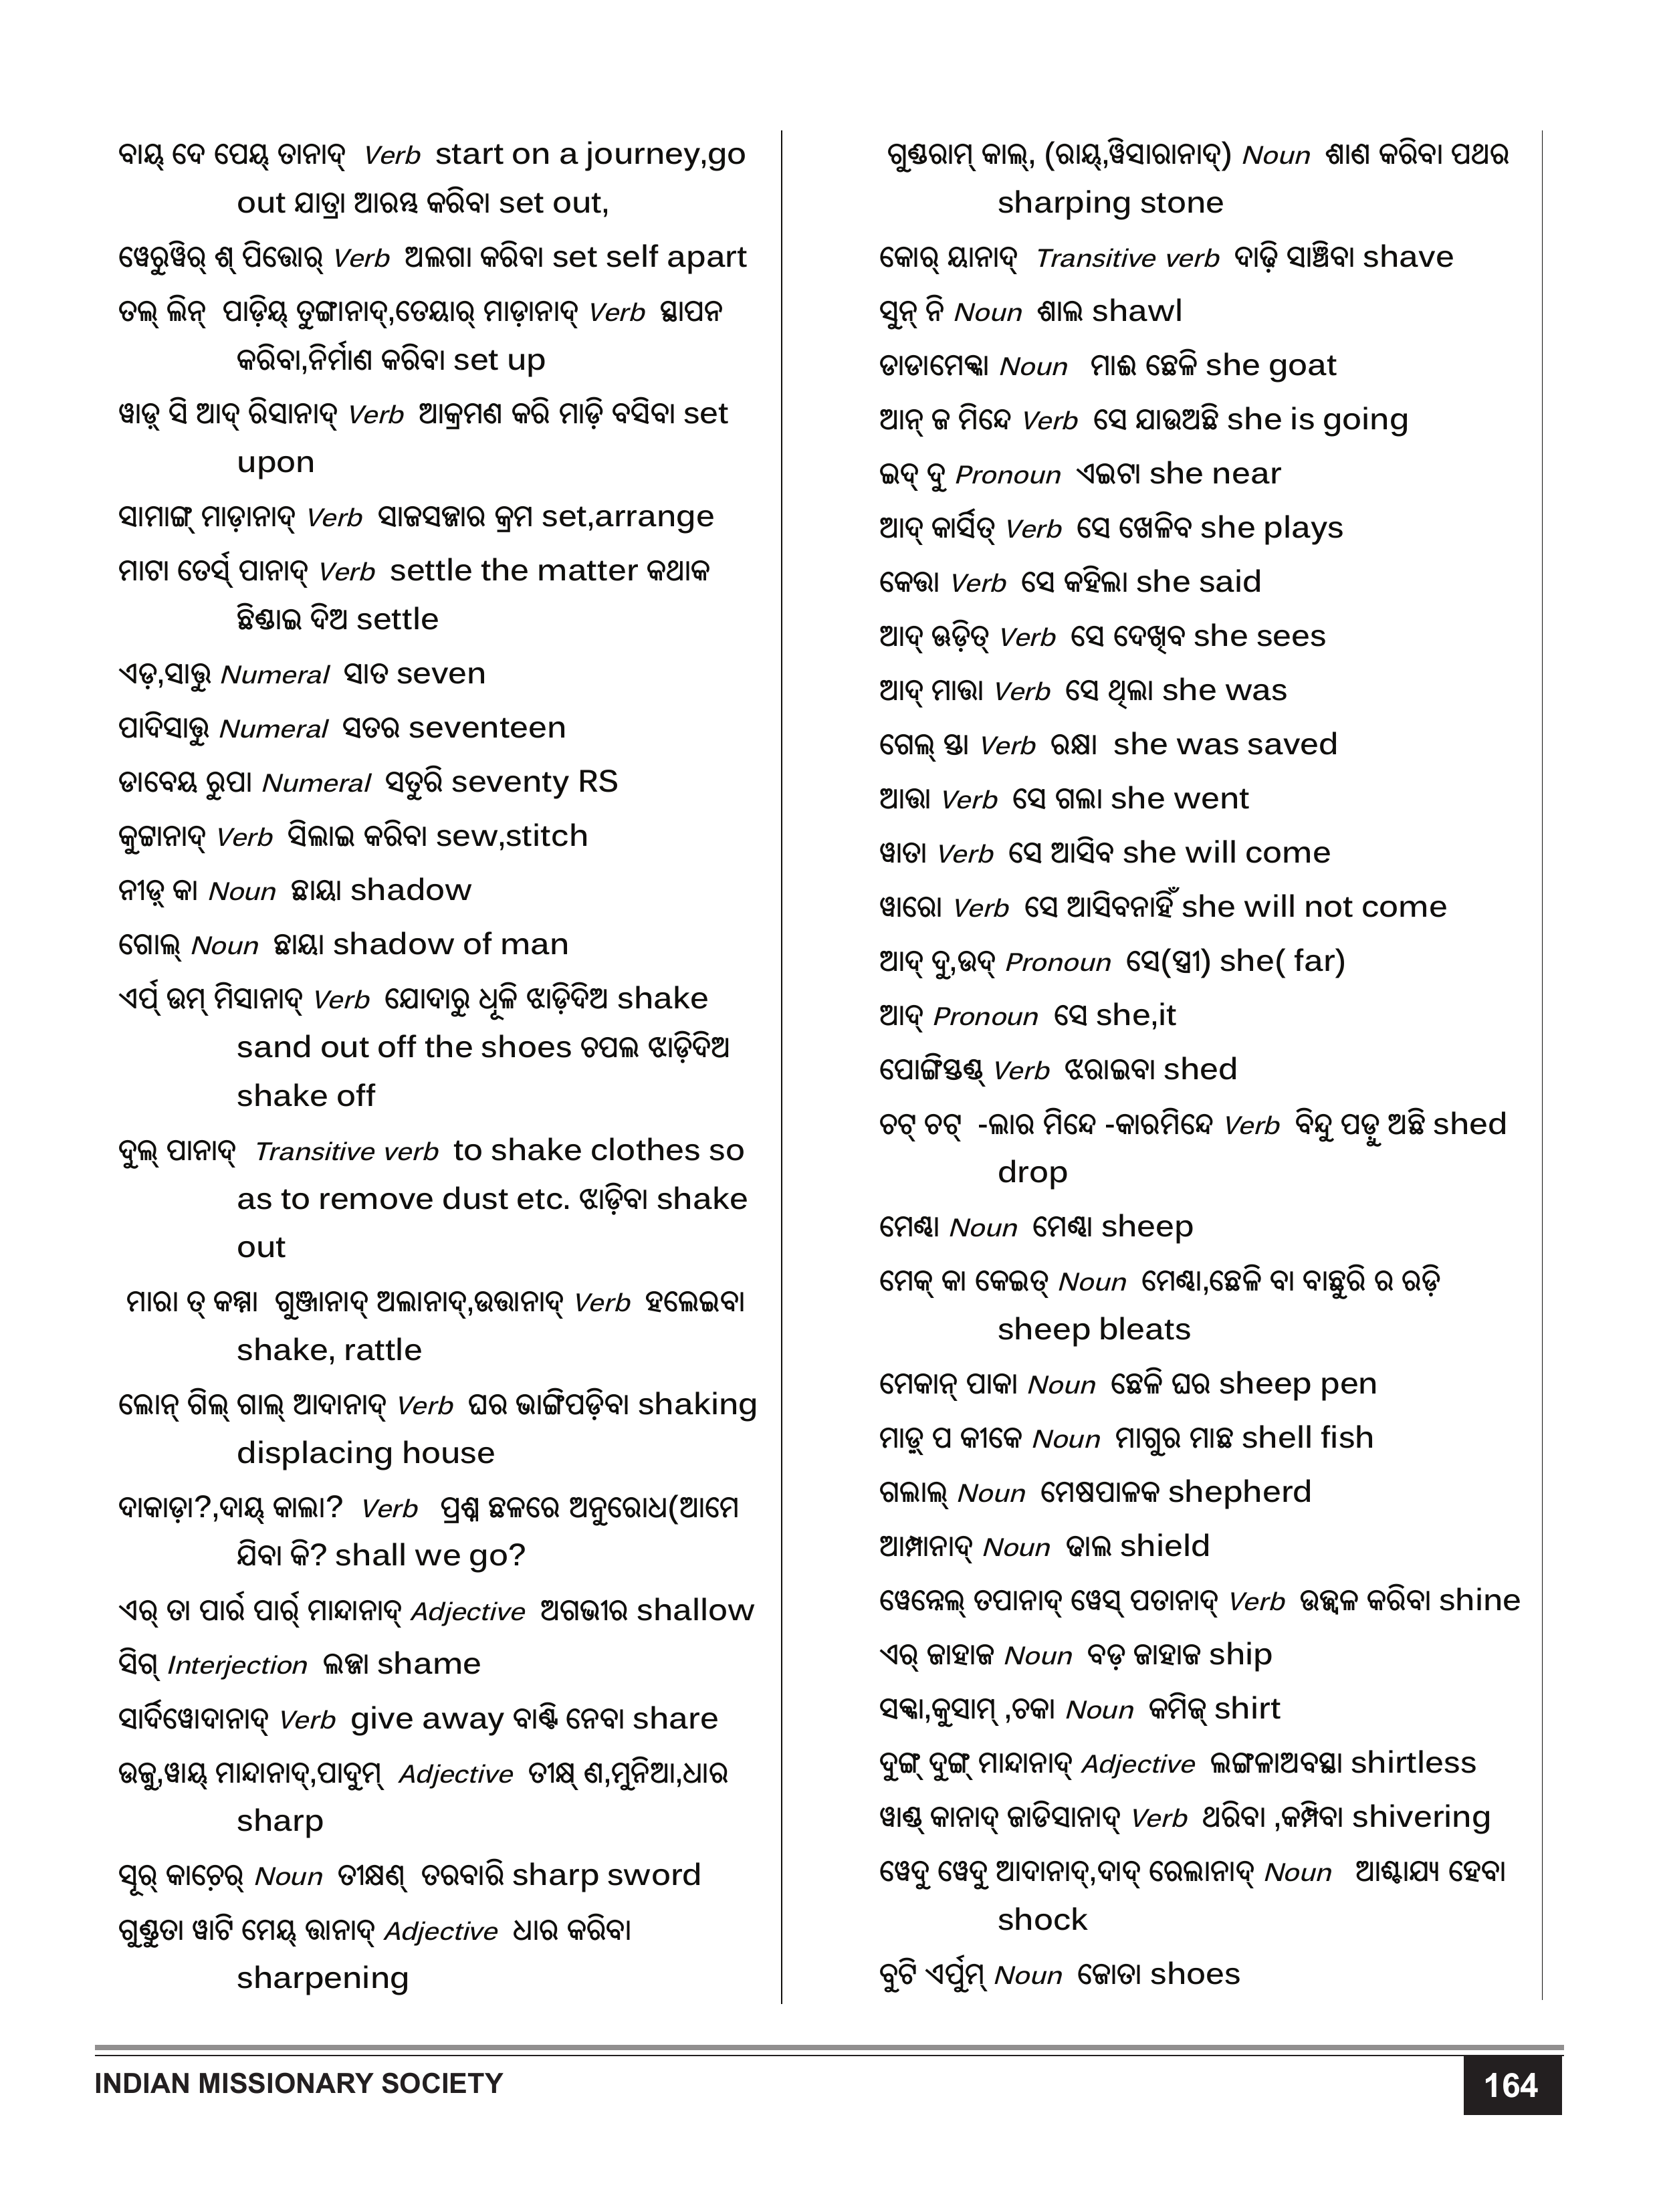 ବାୟ୍ ଦେ ପେୟ୍ ତାନାଦ୍ Verb start on a journey,go
out ଯାତ୍ରା ଆରମ୍ଭ କରିବା set out,
ୱେରୁୱିର୍ ଶ୍ ପିତ୍ତୋର୍ Verb ଅଲଗା କରିବା set self apart
ତଲ୍ ଲିନ୍ ପାଡ଼ିୟ୍ ତୁଙ୍ଗାନାଦ୍,ତେୟାର୍ ମାଡ଼ାନାଦ୍ Verb ସ୍ଥାପନ
କରିବା,ନିର୍ମାଣ କରିବା set up
ୱାଡ଼୍ ସି ଆଦ୍ ରିସାନାଦ୍ Verb ଆକ୍ରମଣ କରି ମାଡ଼ି ବସିବା set
upon
ସାମାଙ୍ଗ୍ ମାଡ଼ାନାଦ୍ Verb ସାଜସଜ୍ଜାର କ୍ରମ set,arrange
ମାଟା ତେର୍ସ୍ ପାନାଦ୍ Verb settle the matter କଥାକ
ଛିଣ୍ଡାଇ ଦିଅ settle
ଏଡ଼,ସାତ୍ତୁ Numeral ସାତ seven
ପାଦିସାତ୍ତୁ Numeral ସତର seventeen
ଡାବେୟ ରୁପା Numeral ସତୁରି seventy RS
କୁଟ୍ଟାନାଦ୍ Verb ସିଲାଇ କରିବା sew,stitch
ନୀଡ଼୍ କା Noun ଛାୟା shadow
ଗୋଲ୍ Noun ଛାୟା shadow of man
ଏର୍ପ୍ ଉମ୍ ମିସାନାଦ୍ Verb ଯୋଦାରୁ ଧୂଳି ଝାଡ଼ିଦିଅ shake
sand out off the shoes ଚପଲ ଝାଡ଼ିଦିଅ
shake off
ଦୁଲ୍ ପାନାଦ୍ Transitive verb to shake clothes so
as to remove dust etc. ଝାଡ଼ିବା shake
out
ମାରା ତ୍ କମ୍ମା ଗୁଞ୍ଜାନାଦ୍ ଅଲାନାଦ୍,ଉତ୍ତାନାଦ୍ Verb ହଲେଇବା
shake, rattle
ଲୋନ୍ ଗିଲ୍ ଗାଲ୍ ଆଦାନାଦ୍ Verb ଘର ଭାଙ୍ଗିପଡ଼ିବା shaking
displacing house
ଦାକାଡ଼ା?,ଦାୟ୍ କାଲା? Verb ପ୍ରଶ୍ନ ଛଳରେ ଅନୁରୋଧ(ଆମେ
ଯିବା କି? shall we go?
ଏର୍ ତା ପାର୍ର ପାର୍ର୍ ମାନ୍ଦାନାଦ୍ Adjective ଅଗଭୀର shallow
ସିଗ୍ Interjection ଲଜ୍ଜା shame
ସାର୍ଦିୱୋଦାନାଦ୍ Verb give away ବାଣ୍ଟି ନେବା share
ଉକ୍କୁ,ୱାୟ୍ ମାନ୍ଦାନାଦ୍,ପାଦୁମ୍ Adjective ତୀକ୍ଷ୍ ଣ,ମୁନିଆ,ଧାର
sharp
ସୂର୍ କାଚ଼େର୍ Noun ତୀକ୍ଷଣ୍ ତରବାରି sharp sword
ଗୁଣ୍ଡୁତା ୱାଟି ମେୟ୍ ତ୍ତାନାଦ୍ Adjective ଧାର କରିବା
sharpening
ଗୁଣ୍ଡରାମ୍ କାଲ୍, (ରାୟ୍,ୱିସାରାନାଦ୍) Noun ଶାଣ କରିବା ପଥର
sharping stone
କୋର୍ ୟାନାଦ୍ Transitive verb ଦାଢ଼ି ସାଞ୍ଚିବା shave
ସୁନ୍ ନି Noun ଶାଲ shawl
ଡାଡାମେକ୍କା Noun ମାଈ ଛେଳି she goat
ଆନ୍ ଜ ମିନ୍ଦେ Verb ସେ ଯାଉଅଛି she is going
ଇଦ୍ ଦୁ Pronoun ଏଇଟା she near
ଆଦ୍ କାର୍ସିତ୍ Verb ସେ ଖେଳିବ she plays
କେତ୍ତା Verb ସେ କହିଲା she said
ଆଦ୍ ଊଡ଼ିତ୍ Verb ସେ ଦେଖିବ she sees
ଆଦ୍ ମାତ୍ତା Verb ସେ ଥିଲା she was
ଗେଲ୍ ସ୍ତା Verb ରକ୍ଷା she was saved
ଆତ୍ତା Verb ସେ ଗଲା she went
ୱାତା Verb ସେ ଆସିବ she will come
ୱାରୋ Verb ସେ ଆସିବନାହିଁ she will not come
ଆଦ୍ ଦୁ,ଉଦ୍ Pronoun ସେ(ସ୍ତ୍ରୀ) she( far)
ଆଦ୍ Pronoun ସେ she,it
ପୋଙ୍ଗିସ୍ତଣ୍ଡ୍ Verb ଝରାଇବା shed
ଚଟ୍ ଚଟ୍ -ଲାର ମିନ୍ଦେ -କାରମିନ୍ଦେ Verb ବିନ୍ଦୁ ପଡ଼ୁ ଅଛି shed
drop
ମେଣ୍ଢା Noun ମେଣ୍ଢା sheep
ମେକ୍ କା କେଇତ୍ Noun ମେଣ୍ଢା,ଛେଳି ବା ବାଛୁରି ର ରଡ଼ି
sheep bleats
ମେକାନ୍ ପାକା Noun ଛେଳି ଘର sheep pen
ମାଡ଼୍ଡ଼ ପ କୀକେ Noun ମାଗୁର ମାଛ shell fish
ଗଲାଲ୍ Noun ମେଷପାଳକ shepherd
ଆମ୍ପାନାଦ୍ Noun ଢାଲ shield
ୱେନ୍ନେଲ୍ ତପାନାଦ୍ ୱେସ୍ ପତାନାଦ୍ Verb ଉଜ୍ଜ୍ୱଳ କରିବା shine
ଏର୍ ଜାହାଜ Noun ବଡ଼ ଜାହାଜ ship
ସକ୍କା,କୁସାମ୍ ,ଚକା Noun କମିଜ୍ shirt
ଦୁଙ୍ଗ୍ ଦୁଙ୍ଗ୍ ମାନ୍ଦାନାଦ୍ Adjective ଲଙ୍ଗଳାଅବସ୍ଥା shirtless
ୱାଣ୍ଡ୍ କାନାଦ୍ ଜାଡିସାନାଦ୍ Verb ଥରିବା ,କମ୍ପିବା shivering
ୱେଦୁ ୱେଦୁ ଆଦାନାଦ୍,ଦାଦ୍ ରେଲାନାଦ୍ Noun ଆଶ୍ଚାଯ୍ୟ ହେବା
shock
ବୁଟି ଏର୍ପୁମ୍ Noun ଜୋତା shoes
INDIAN MISSIONARY SOCIETY
164